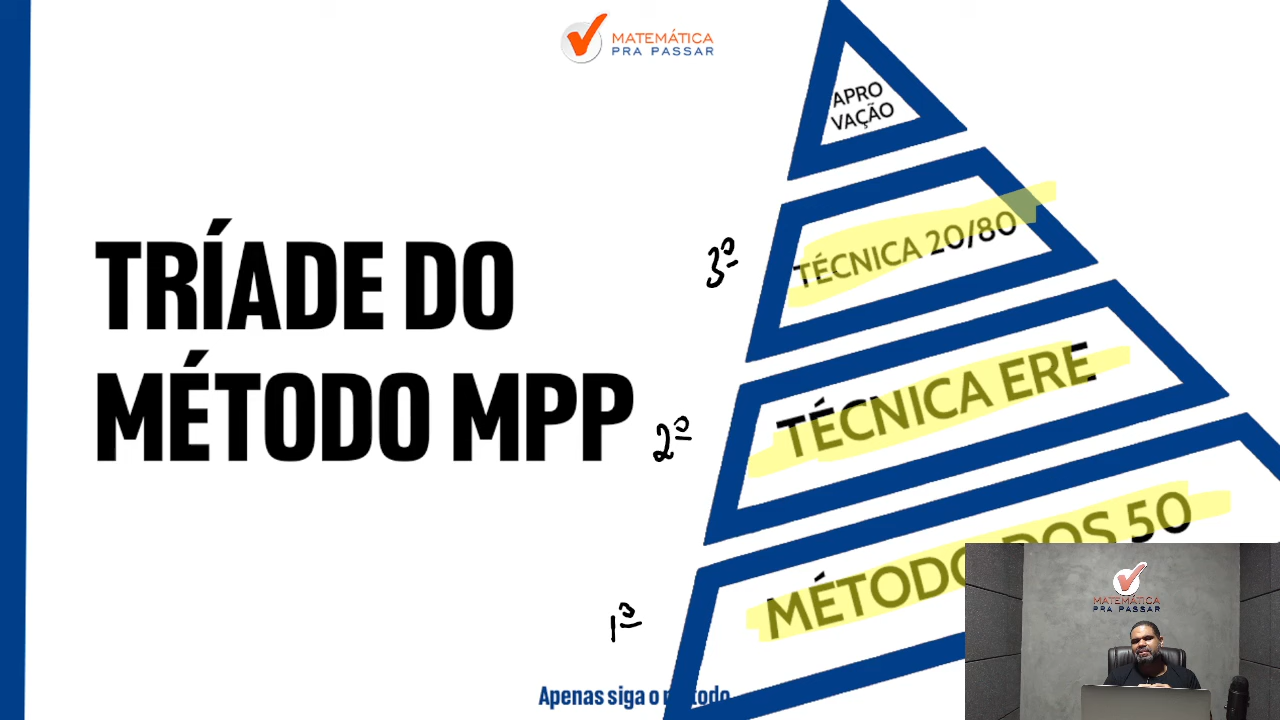 MATEMÁTICA
PRA PASSAR
APRO
VAÇÃO
TRÍADE DO
MÉTODO MPP
3º
TÉCNICA 20/80
2º
TÉCNICA ERE
1º
MÉTODO DOS 50
Apenas siga o método
MATEMÁTICA
PRA PASSAR